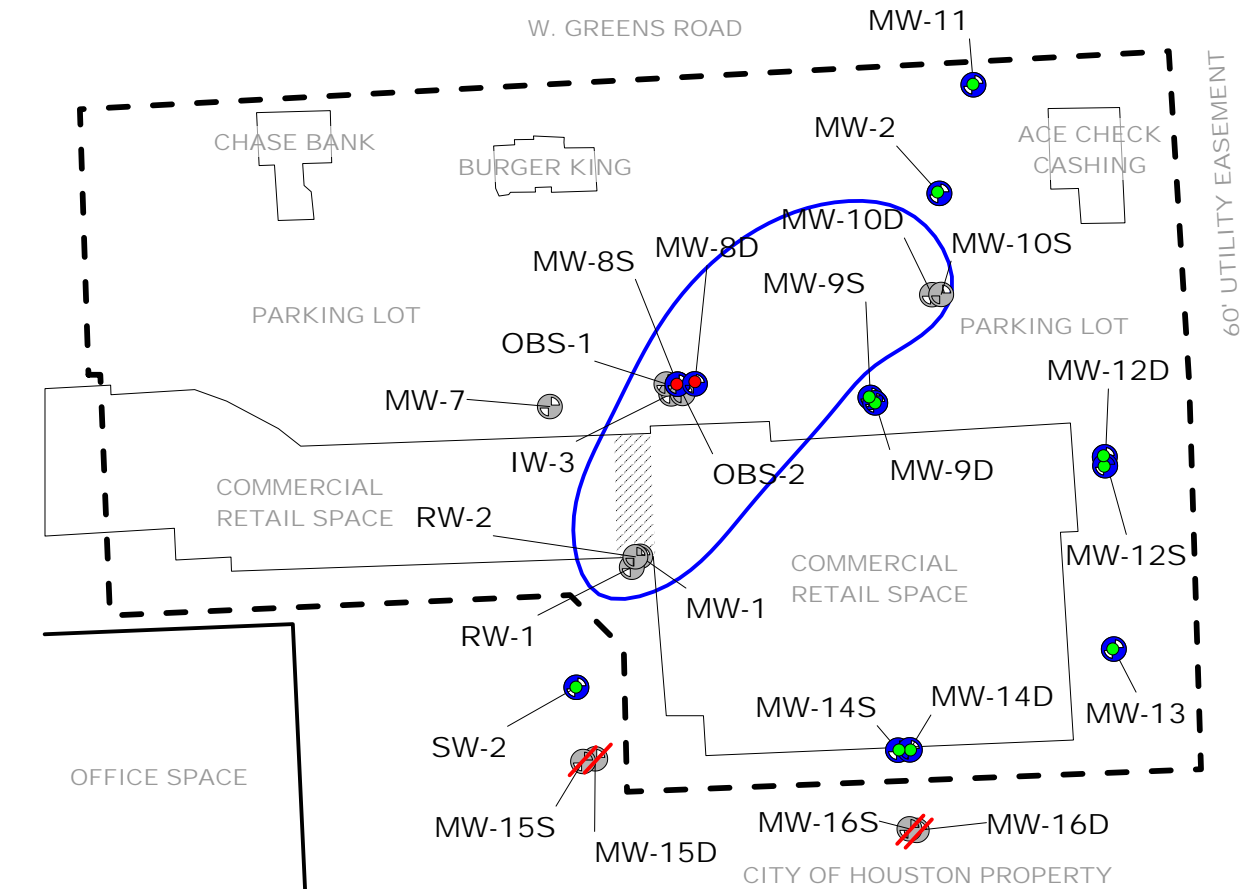 MW-11
W. GREENS ROAD
60' UTILITY EASEMENT
MW-2
CHASE BANK
BURGER KING
ACE CHECK
CASHING
MW-10D
MW-10S
MW-8D
MW-8S
MW-9S
PARKING LOT
PARKING LOT
OBS-1
MW-12D
MW-7
IW-3
OBS-2
MW-9D
COMMERCIAL
RETAIL SPACE
RW-2
MW-12S
COMMERCIAL
RETAIL SPACE
MW-1
RW-1
MW-14S
MW-14D
MW-13
SW-2
OFFICE SPACE
MW-15S
MW-15D
MW-16S
MW-16D
CITY OF HOUSTON PROPERTY